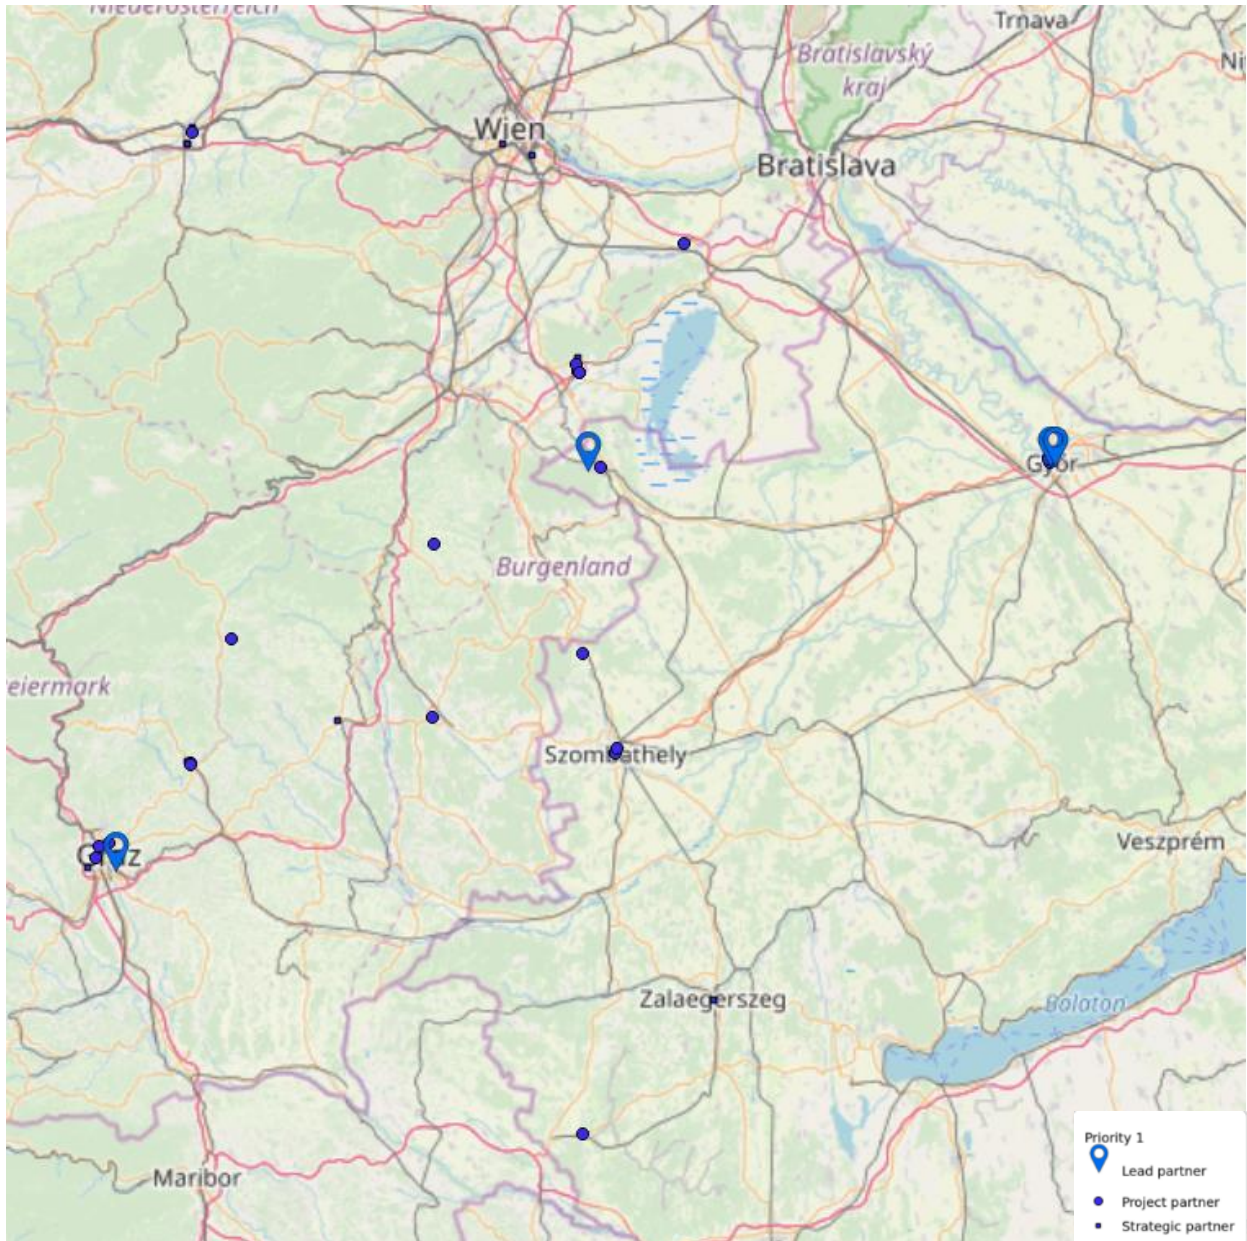 Niederösterreich
Trnava
Bratislavský
kraj
Ni
Wien
Bratislava
Győr
Burgenland
eiermark
Szombathely
Graz
Veszprém
Zalaegerszeg
Balaton
Maribor
Priority 1
Lead partner
Project partner
Strategic partner